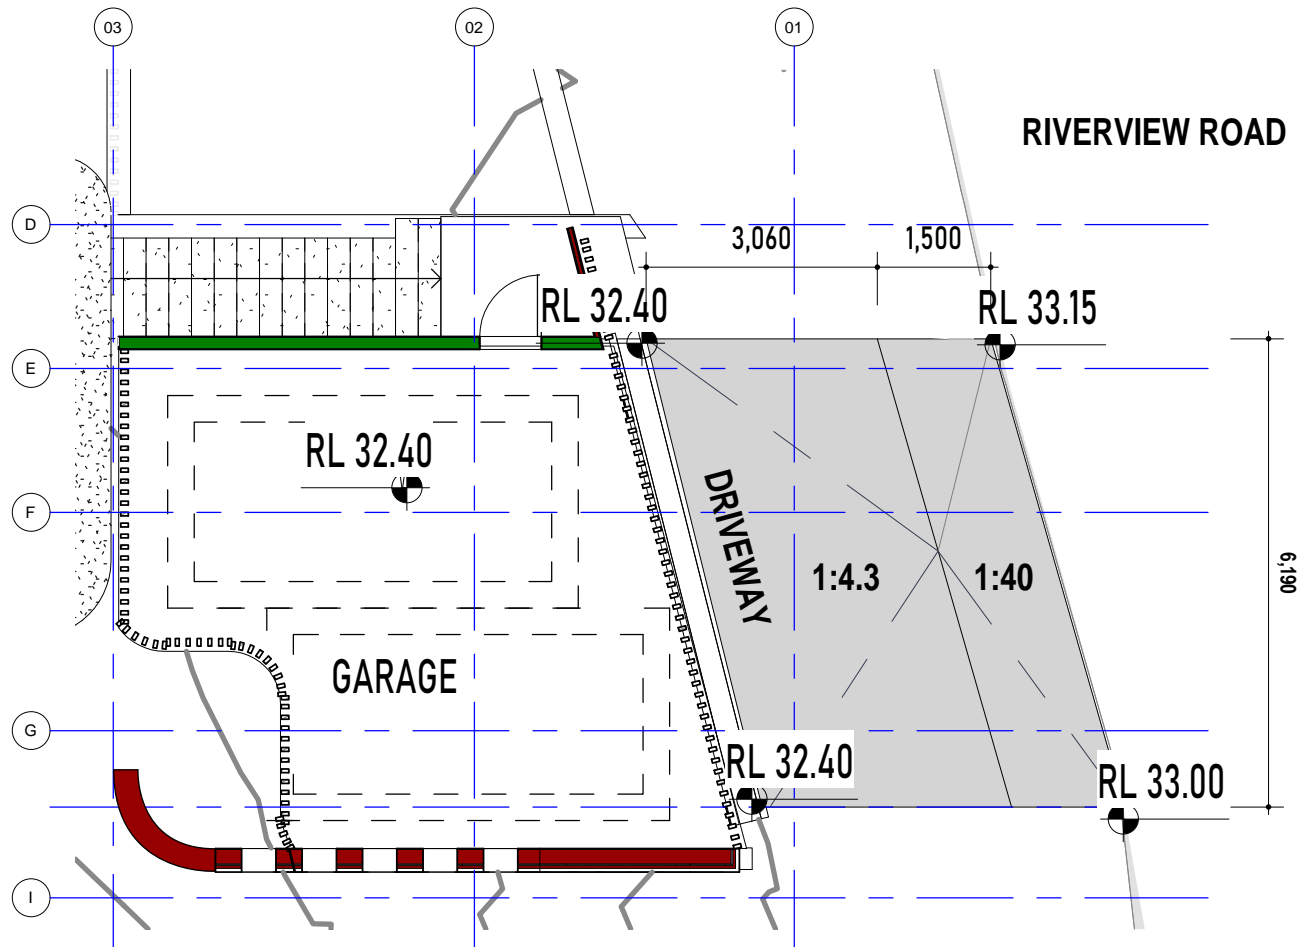 03
02
01
RIVERVIEW ROAD
D
3,060
1,500
RL 32.40
RL 33.15
E
RL 32.40
F
DRIVEWAY
1:4.3
1:40
6,190
GARAGE
G
RL 32.40
RL 33.00
I